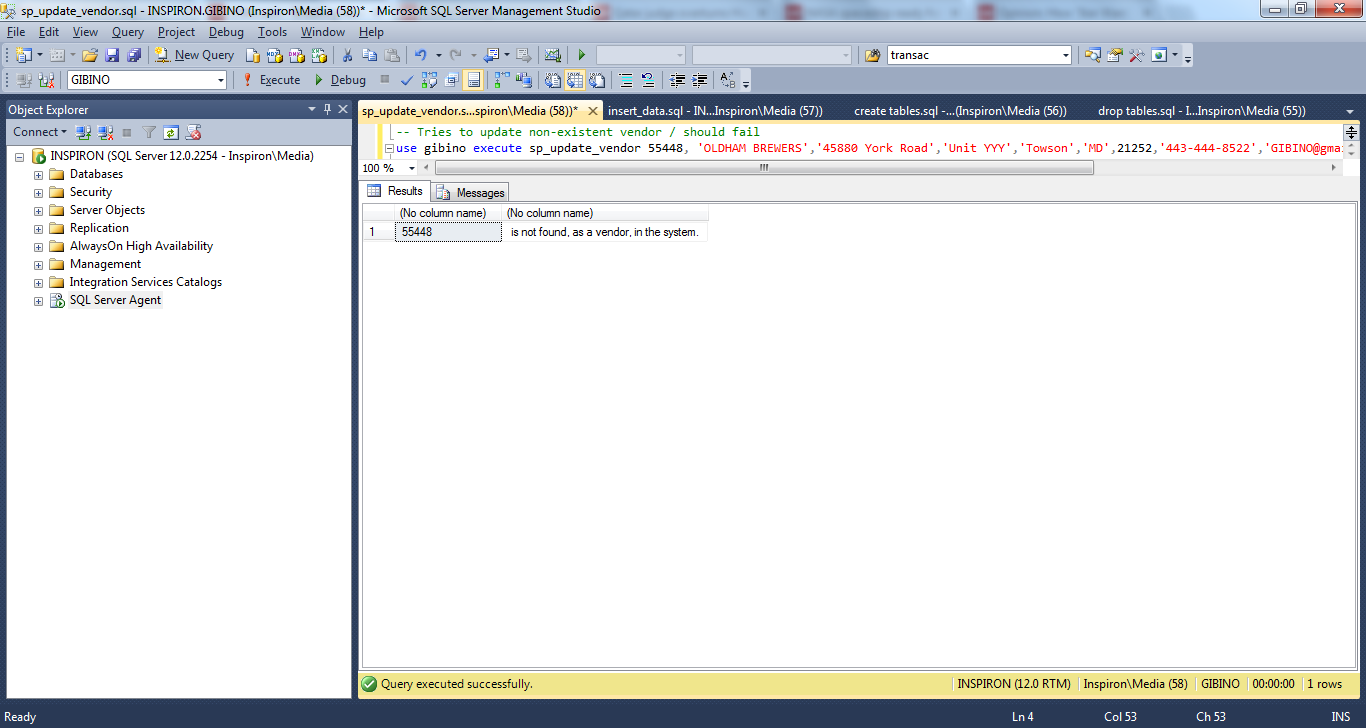 sp_update_vendor.sql - INSPIRON.GIBINO (Inspiron\Media (58))* - Microsoft SQL Server Management Studio
File Edit View Query Project Debug Tools Window Help
New Query transac
GIBINO Execute Debug
Object Explorer
Connect
INSPIRON (SQL Server 12.0.2254 - Inspiron\Media)
Databases
Security
Server Objects
Replication
AlwaysOn High Availability
Management
Integration Services Catalogs
SQL Server Agent
sp_update_vendor.s...spiron\Media (58))* insert_data.sql - IN...Inspiron\Media (57)) create tables.sql -...(Inspiron\Media (56)) drop tables.sql - I...Inspiron\Media (55))
-- Tries to update non-existent vendor / should fail
use gibino execute sp_update_vendor 55448, 'OLDHAM BREWERS','45880 York Road','Unit YYY','Towson','MD',21252,'443-444-8522','GIBINO@gma
100 %
Results Messages
(No column name) (No column name)
1 55448 is not found, as a vendor, in the system.
Query executed successfully. INSPIRON (12.0 RTM) Inspiron\Media (58) GIBINO 00:00:00 1 rows
Ready Ln 4 Col 53 Ch 53 INS